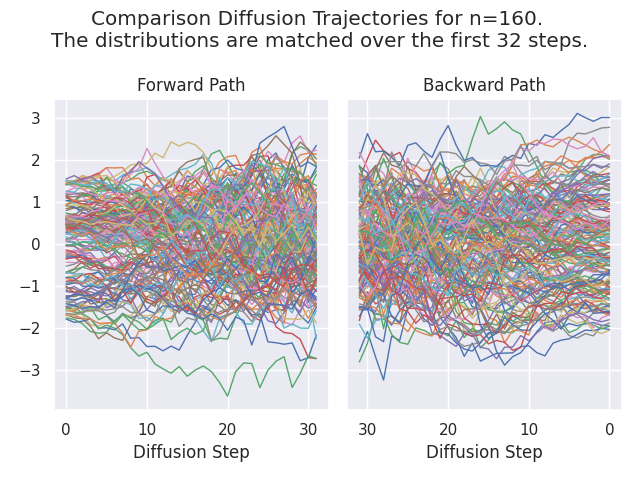 Comparison Diffusion Trajectories for n=160.
The distributions are matched over the first 32 steps.
Forward Path
Backward Path
3
2
1
0
−1
−2
−3
0 10 20 30
30 20 10 0
Diffusion Step
Diffusion Step